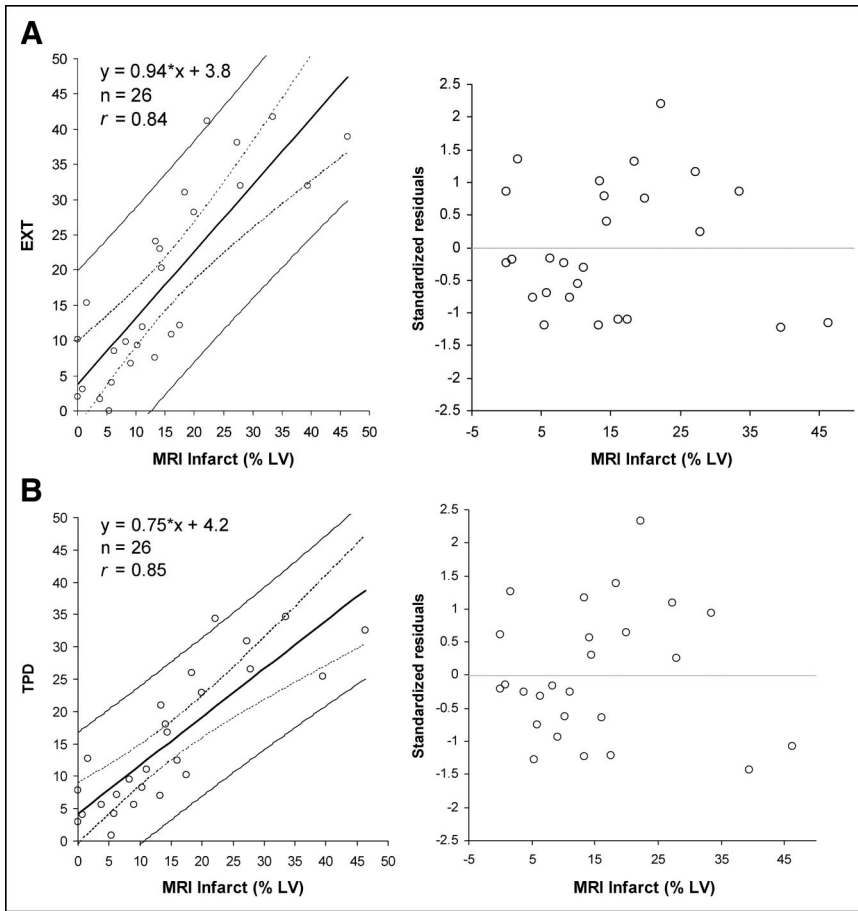 A
y = 0.94*x + 3.8
n = 26
r = 0.84
50
45
40
35
30
25
20
15
10
5
0
EXT
0 5 10 15 20 25 30 35 40 45 50
MRI Infarct (% LV)
2.5
2
1.5
1
0.5
0
-0.5
-1
-1.5
-2
-2.5
Standardized residuals
-5 5 15 25 35 45
MRI Infarct (% LV)
B
y = 0.75*x + 4.2
n = 26
r = 0.85
50
45
40
35
30
25
20
15
10
5
0
TPD
0 5 10 15 20 25 30 35 40 45 50
MRI Infarct (% LV)
2.5
2
1.5
1
0.5
0
-0.5
-1
-1.5
-2
-2.5
Standardized residuals
-5 5 15 25 35 45
MRI Infarct (% LV)